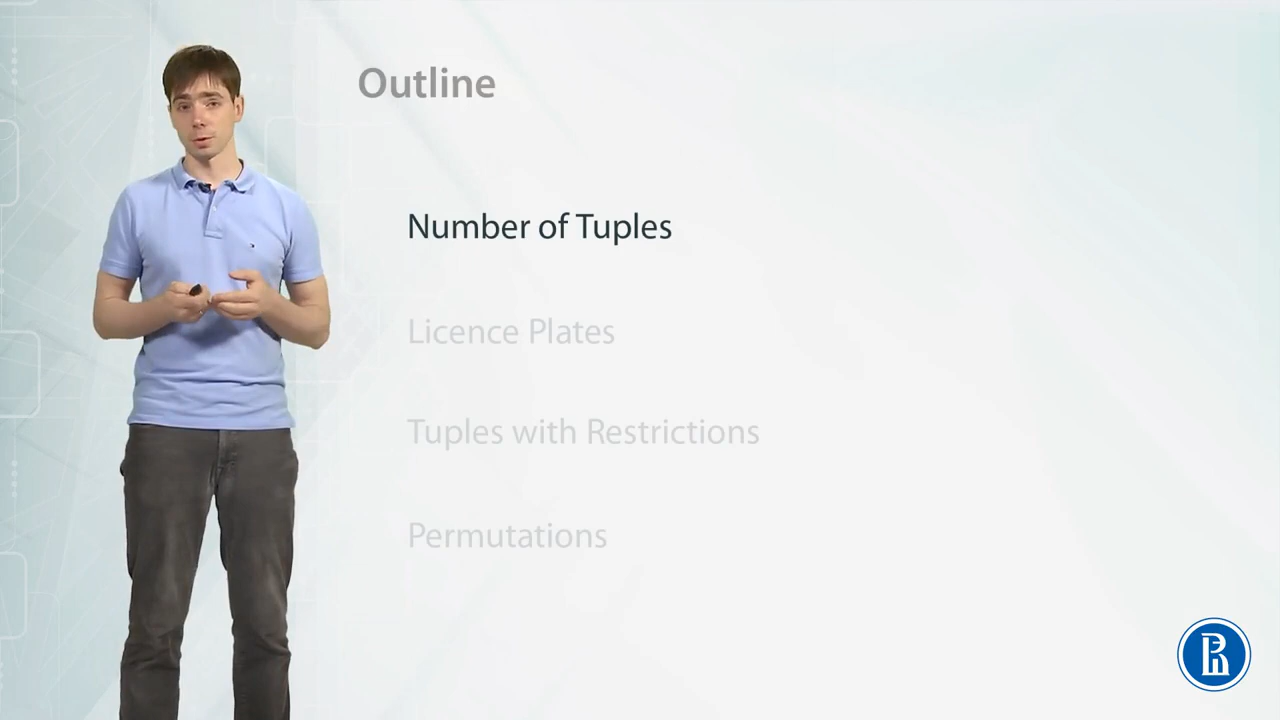 Outline
Number of Tuples
Licence Plates
Tuples with Restrictions
Permutations